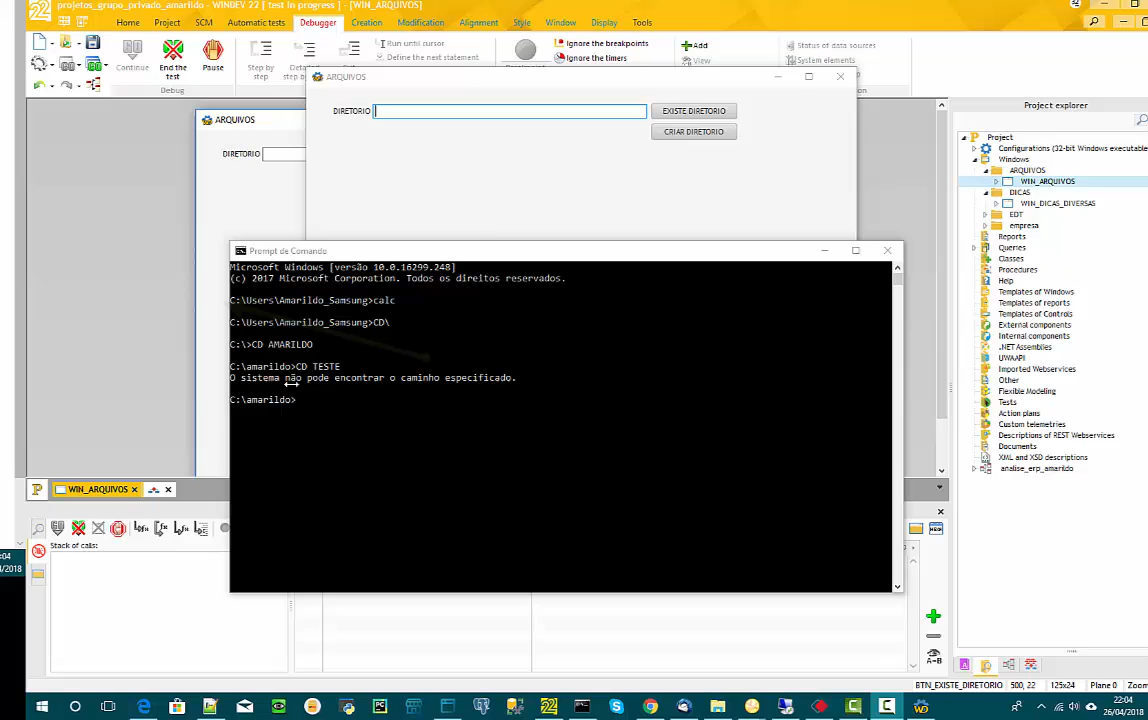 projetos_grupo_privado_amarildo - WINDEV 22 [ test in progress ] - [WIN_ARQUIVOS]
Home Project SCM Automatic tests Debugger Creation Modification Alignment Style Window Display Tools
Continue
End the test
Pause
Step by step
Run until cursor
Define the next statement
Ignore the breakpoints
Ignore the timers
Add
View
Status of data sources
System elements
Debug
ARQUIVOS
DIRETORIO
EXISTE DIRETORIO
CRIAR DIRETORIO
ARQUIVOS
DIRETORIO
Prompt de Comando
Microsoft Windows [versão 10.0.16299.248]
(c) 2017 Microsoft Corporation. Todos os direitos reservados.
C:\Users\Amarildo_Samsung>calc
C:\Users\Amarildo_Samsung>CD\
C:\>CD AMARILDO
C:\amarildo>CD TESTE
O sistema não pode encontrar o caminho especificado.
C:\amarildo>
Project explorer
Project
Configurations (32-bit Windows executable
Windows
ARQUIVOS
WIN_ARQUIVOS
DICAS
WIN_DICAS_DIVERSAS
EDT
empresa
Reports
Queries
Classes
Procedures
Help
Templates of Windows
Templates of reports
Templates of Controls
External components
Internal components
.NET Assemblies
UWAAPI
Imported Webservices
Other
Flexible Modeling
Tests
Action plans
Custom telemetries
Descriptions of REST Webservices
Documents
XML and XSD descriptions
analise_erp_amarildo
WIN_ARQUIVOS
Stack of calls:
:04
4/2018
BTN_EXISTE_DIRETORIO 500, 22 125x24 Plane 0 Zoom
22:04
26/04/2018